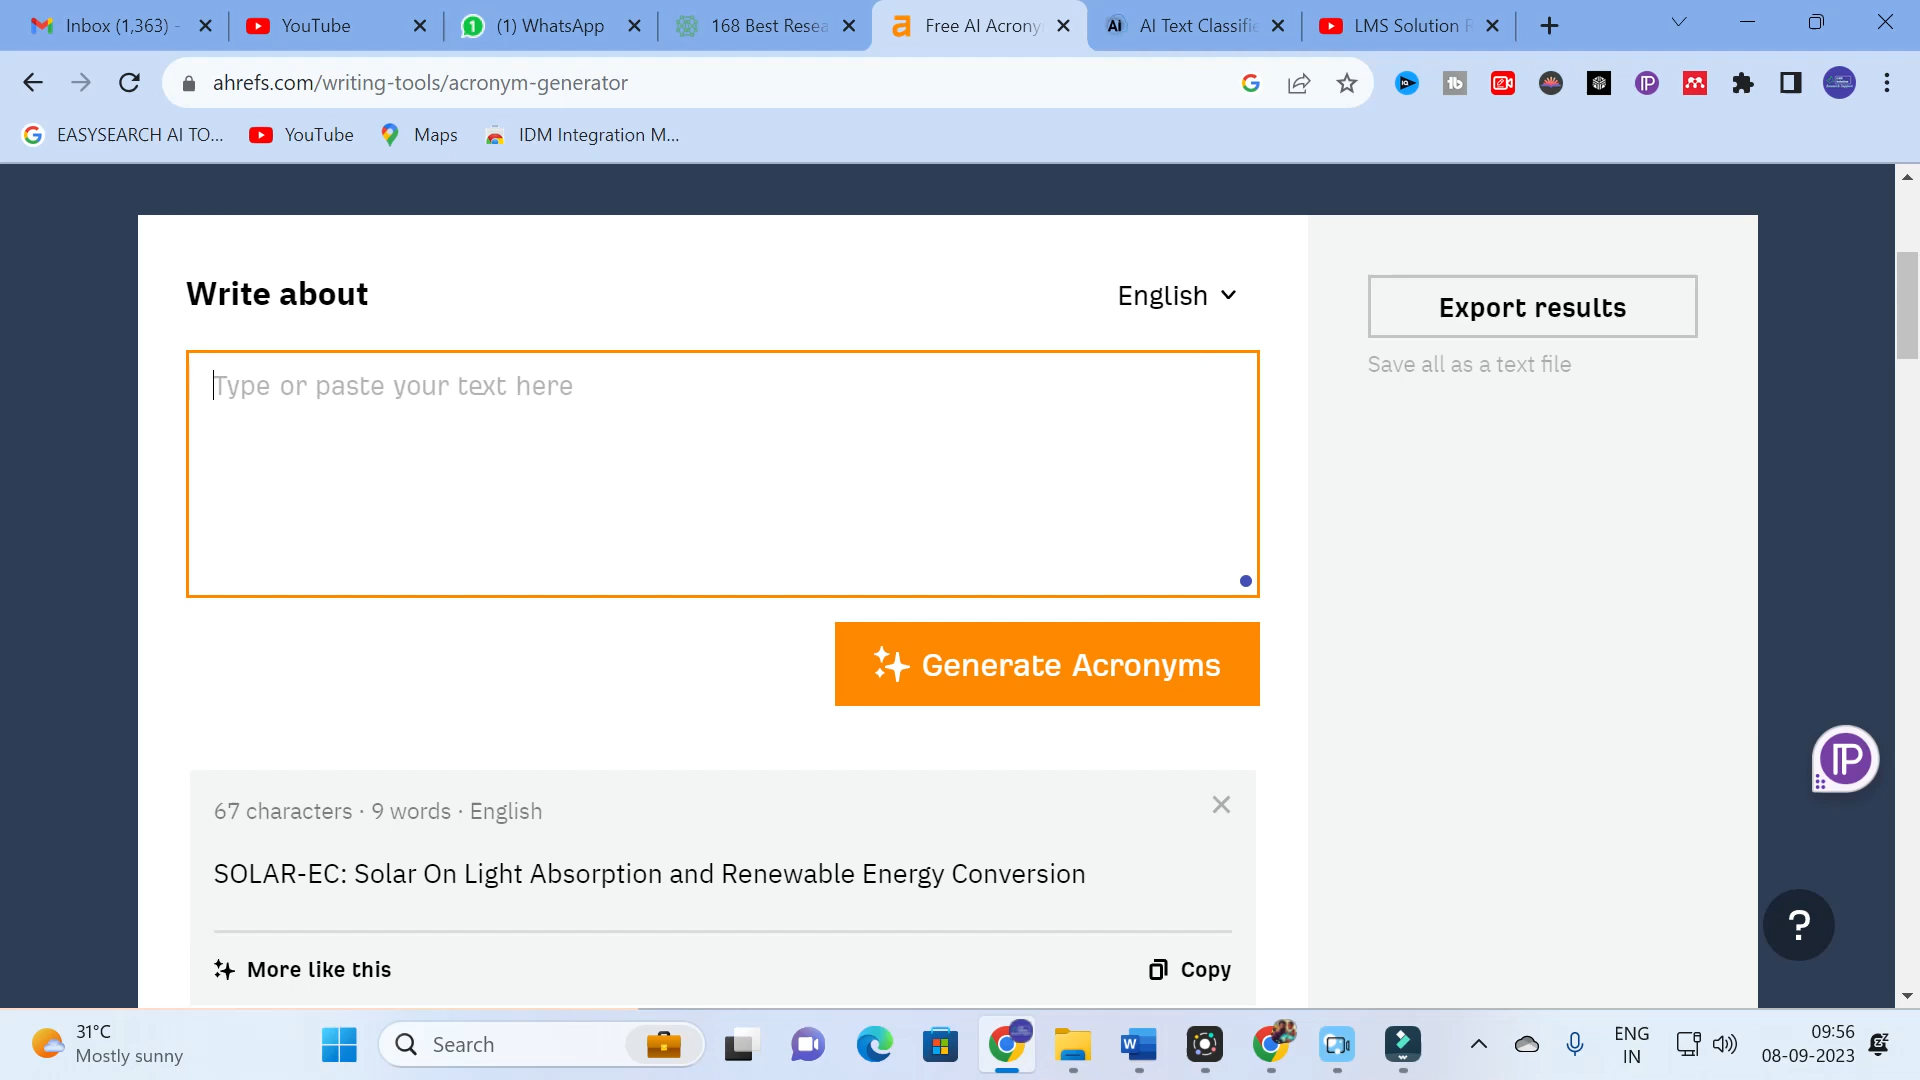 Inbox (1,363) -
YouTube
(1) WhatsApp
168 Best Resea
Free AI Acrony
AI Text Classifie
LMS Solution R
ahrefs.com/writing-tools/acronym-generator
EASYSEARCH AI TO...
YouTube
Maps
IDM Integration M...
Write about
English
Export results
Type or paste your text here
Save all as a text file
Generate Acronyms
67 characters · 9 words · English
SOLAR-EC: Solar On Light Absorption and Renewable Energy Conversion
More like this
Copy
?
31°C
Mostly sunny
Search
ENG
IN
09:56
08-09-2023